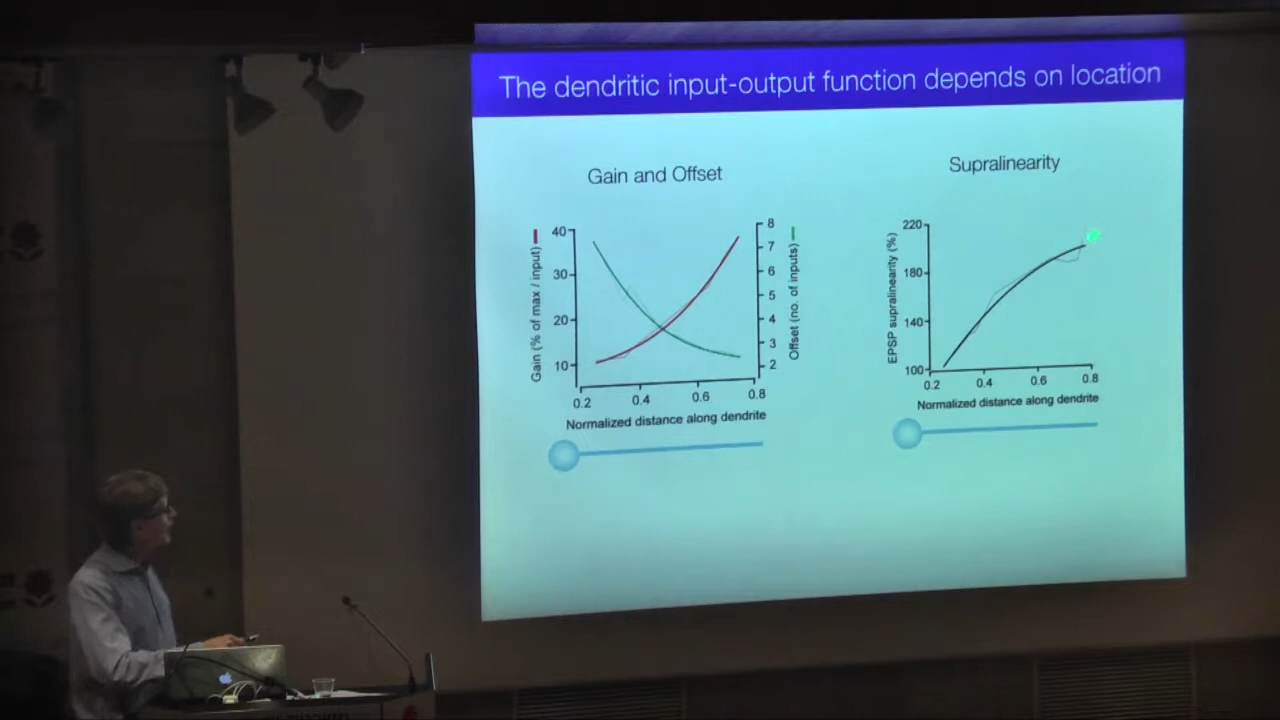 The dendritic input-output function depends on location
Gain and Offset
Supralinearity
Gain (% of max / input)
40
30
20
10
8
7
6
5
4
3
2
Offset (no. of inputs)
0.2 0.4 0.6 0.8
Normalized distance along dendrite
EPSP supralinearity (%)
220
180
140
100
0.2 0.4 0.6 0.8
Normalized distance along dendrite